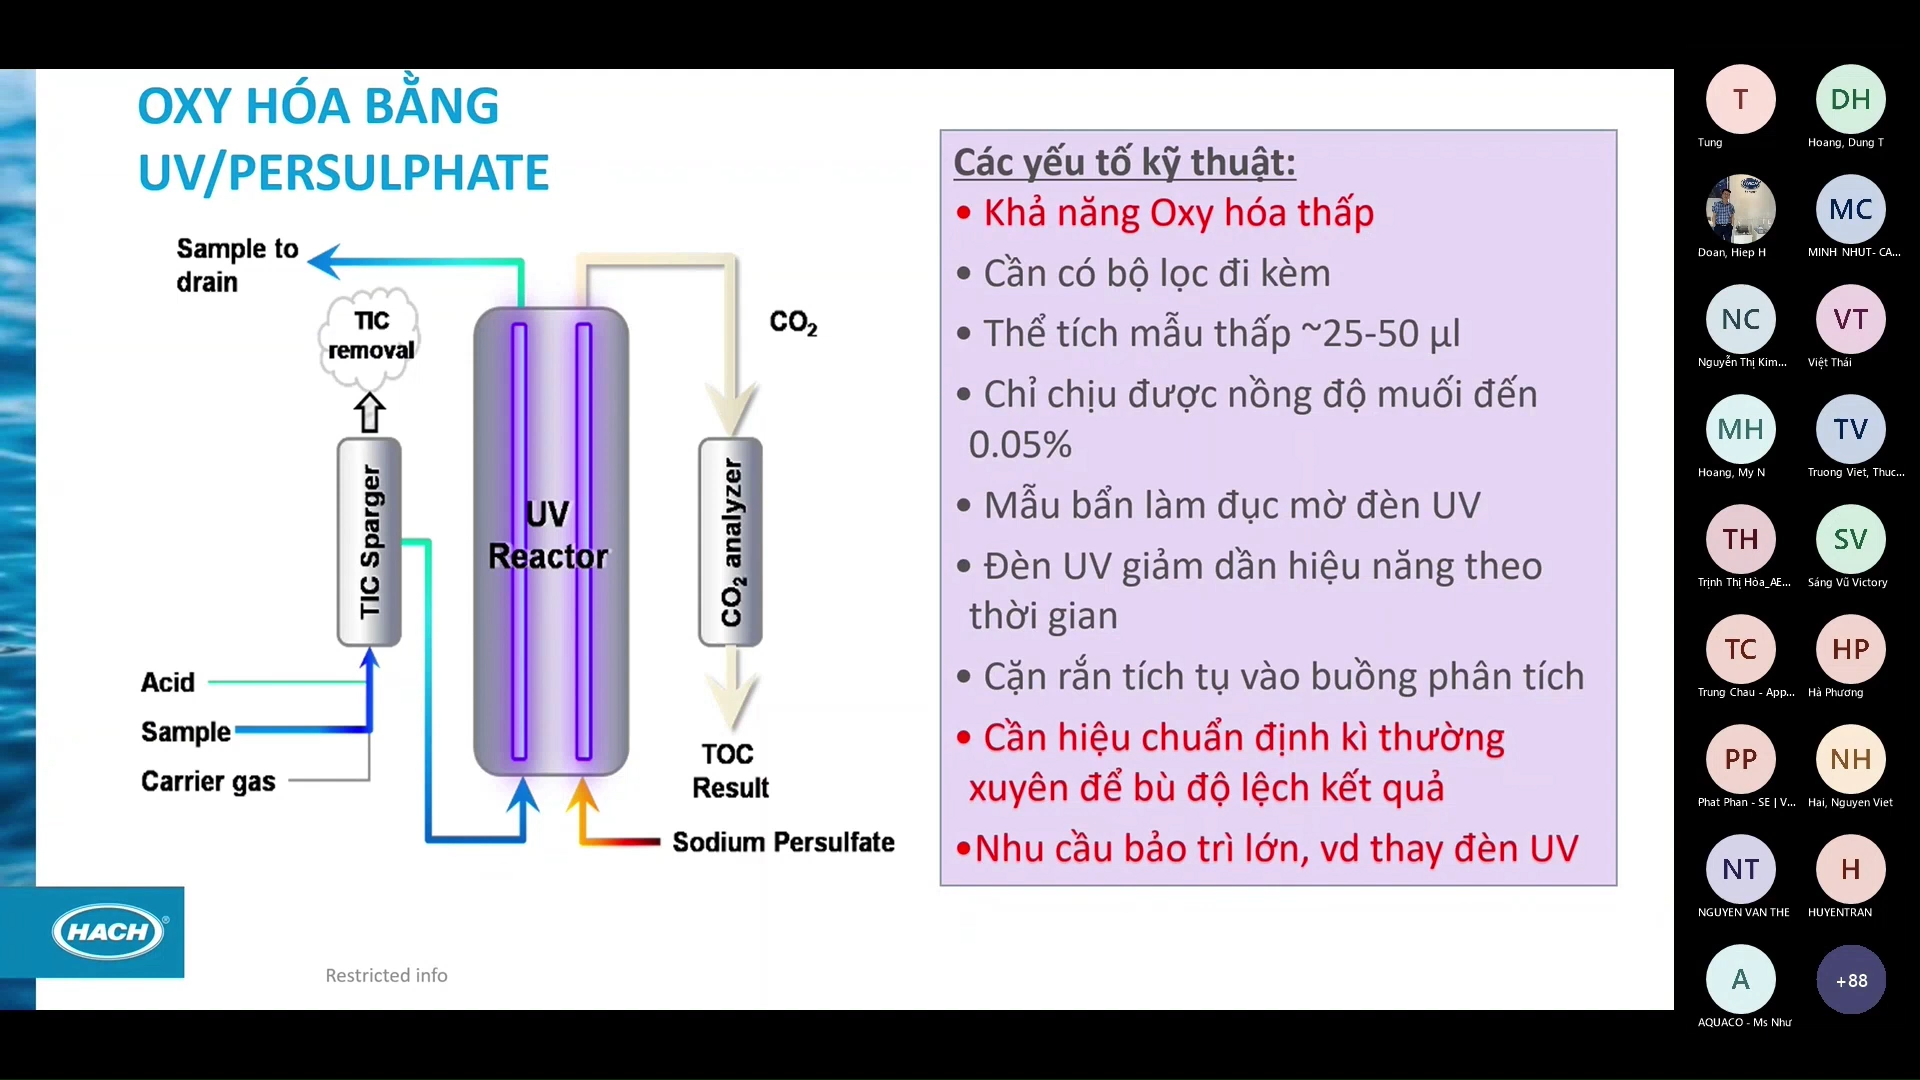 OXY HÓA BẰNG
UV/PERSULPHATE
Sample to
drain
TIC
removal
TIC Sparger
Acid
Sample
Carrier gas
UV
Reactor
CO₂
CO₂ analyzer
TOC
Result
Sodium Persulfate
Các yếu tố kỹ thuật:
• Khả năng Oxy hóa thấp
• Cần có bộ lọc đi kèm
• Thể tích mẫu thấp ~25-50 µl
• Chỉ chịu được nồng độ muối đến
0.05%
• Mẫu bẩn làm đục mờ đèn UV
• Đèn UV giảm dần hiệu năng theo
thời gian
• Cặn rắn tích tụ vào buồng phân tích
• Cần hiệu chuẩn định kì thường
xuyên để bù độ lệch kết quả
•Nhu cầu bảo trì lớn, vd thay đèn UV
HACH®
Restricted info
T
Tung
DH
Hoang, Dung T
HACH
Doan, Hiep H
MC
MINH NHUT- CA...
NC
Nguyễn Thị Kim...
VT
Việt Thái
MH
Hoang, My N
TV
Truong Viet, Thuc...
TH
Trịnh Thị Hòa_AE...
SV
Sáng Vũ Victory
TC
Trung Chau - App...
HP
Hà Phương
PP
Phat Phan - SE | V...
NH
Hai, Nguyen Viet
NT
NGUYEN VAN THE
H
HUYENTRAN
A
AQUACO - Ms Như
+88